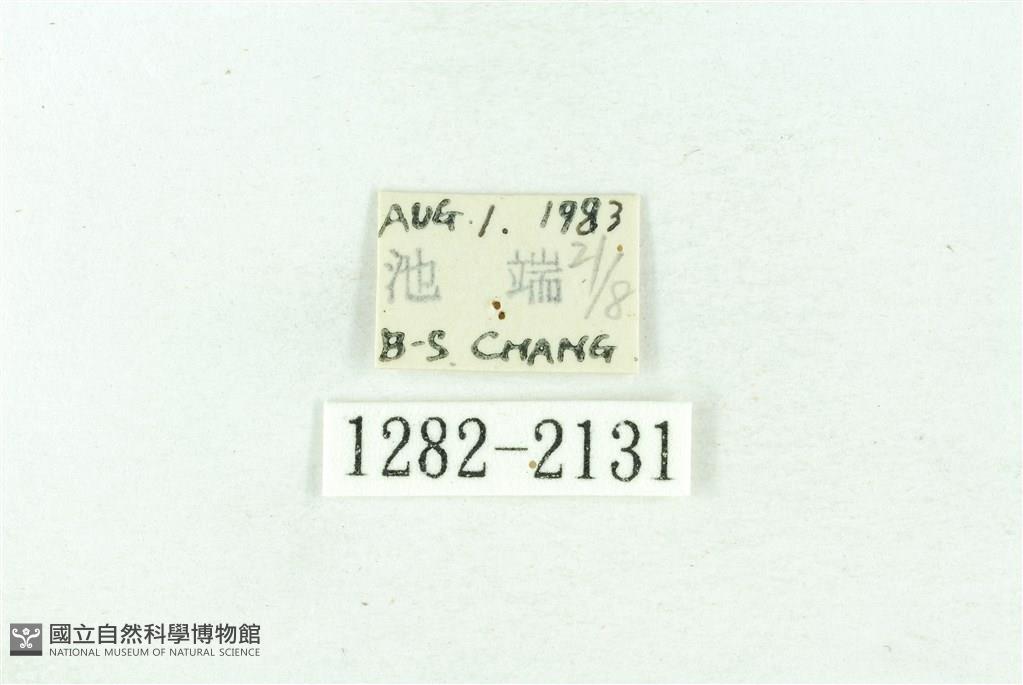 AUG.1. 1983
池 端 21/8
B-S CHANG
1282-2131
國立自然科學博物館
NATIONAL MUSEUM OF NATURAL SCIENCE